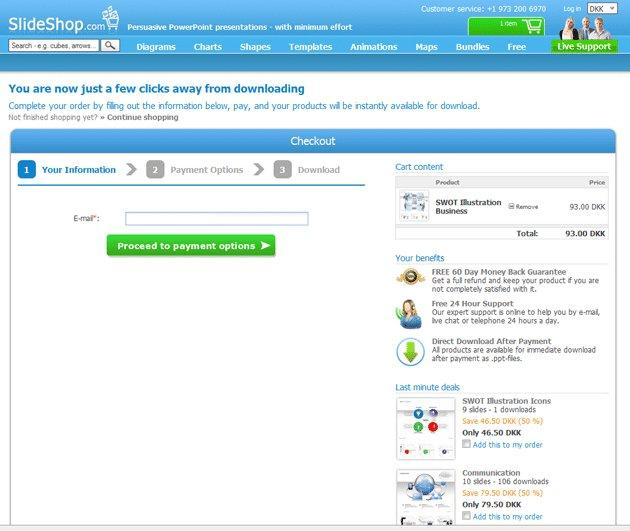 Customer service: +1 973 200 6970
Log in
DKK
SlideShop.com
Persuasive PowerPoint presentations - with minimum effort
1 item
Search - e.g. cubes, arrows...
Diagrams
Charts
Shapes
Templates
Animations
Maps
Bundles
Free
Live Support
You are now just a few clicks away from downloading
Complete your order by filling out the information below, pay, and your products will be instantly available for download.
Not finished shopping yet? » Continue shopping
Checkout
1 Your Information
2 Payment Options
3 Download
E-mail*:
Proceed to payment options
Cart content
Product Price
SWOT Illustration
Business
Remove
93.00 DKK
Total: 93.00 DKK
Your benefits
FREE 60 Day Money Back Guarantee
Get a full refund and keep your product if you are
not completely satisfied with it.
Free 24 Hour Support
Our expert support is online to help you by e-mail,
live chat or telephone 24 hours a day.
Direct Download After Payment
All products are available for immediate download
after payment as .ppt-files.
Last minute deals
SWOT Illustration Icons
9 slides - 1 downloads
Save 46.50 DKK (50 %)
Only 46.50 DKK
Add this to my order
Communication
10 slides - 106 downloads
Save 79.50 DKK (50 %)
Only 79.50 DKK
Add this to my order